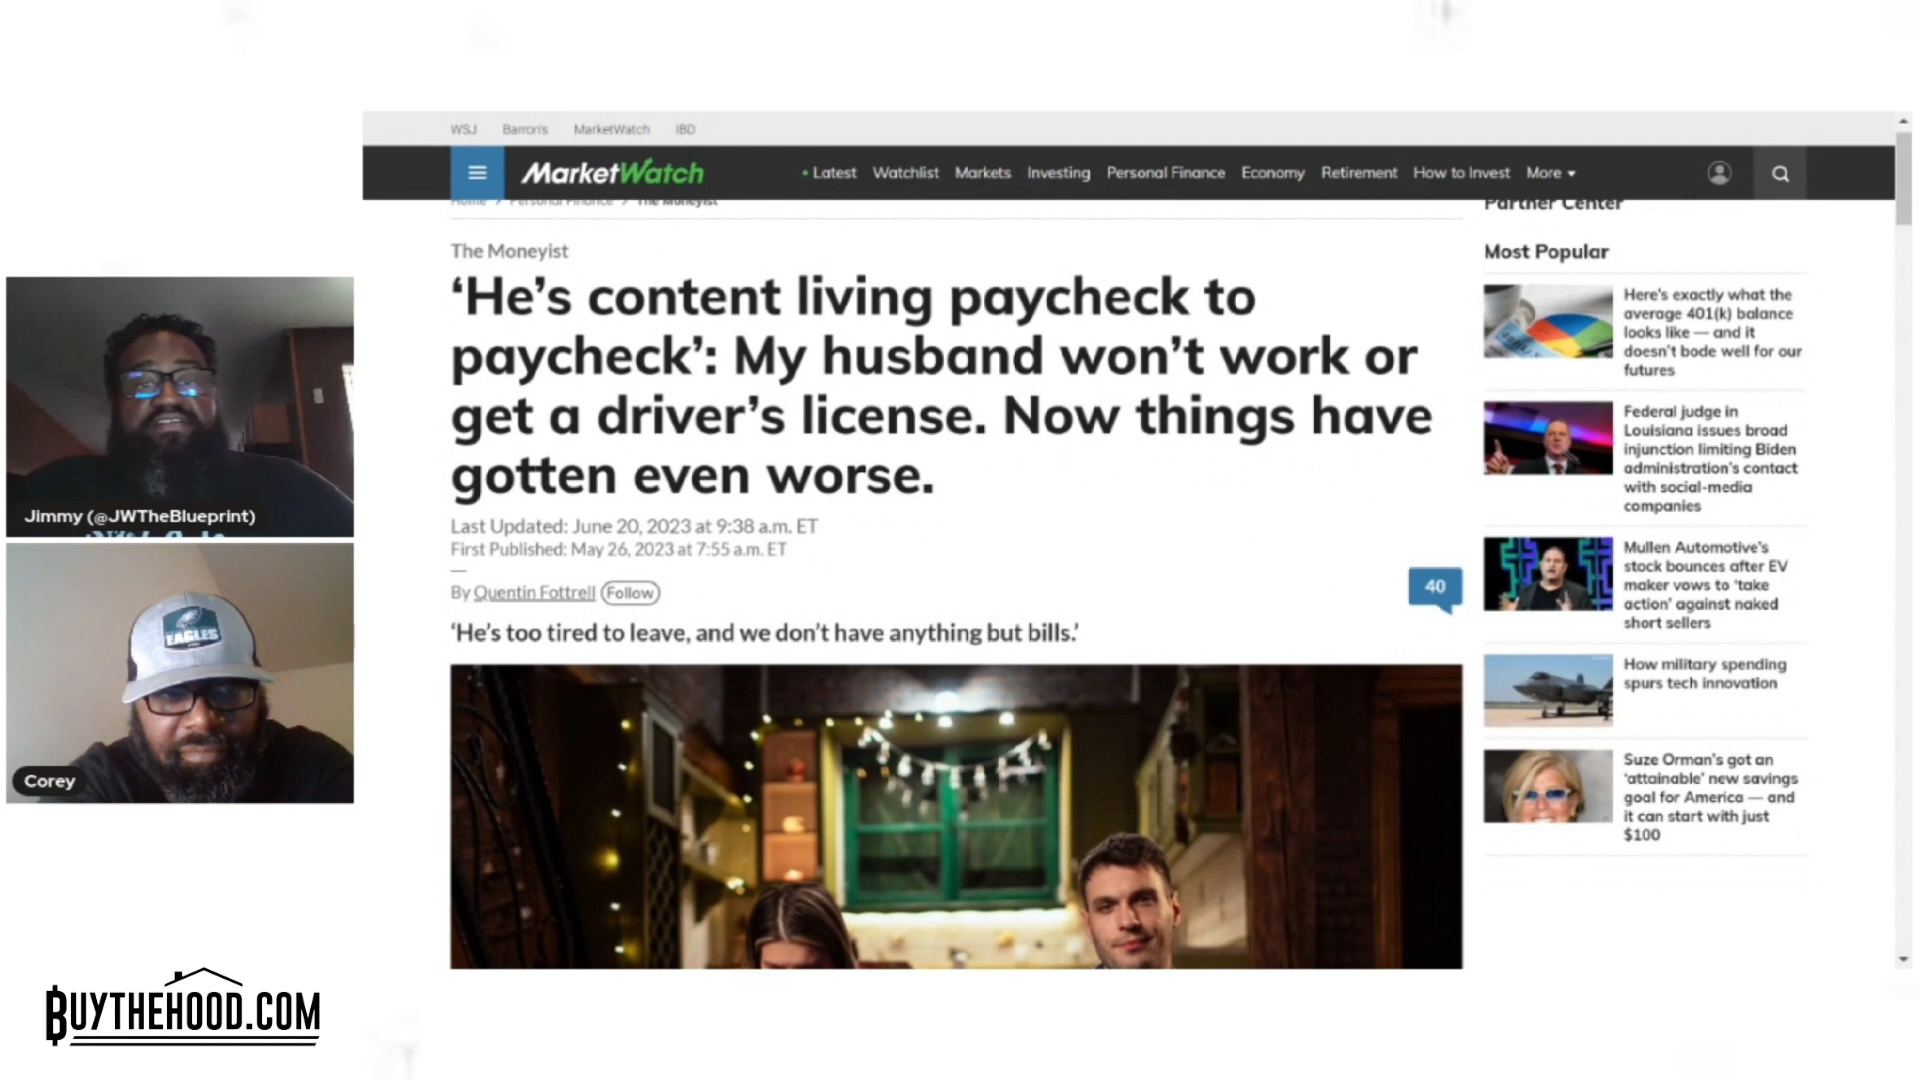 WSJ Barron's MarketWatch IBD
MarketWatch
• Latest Watchlist Markets Investing Personal Finance Economy Retirement How to Invest More
Home > Personal Finance > The Moneyist
The Moneyist
‘He’s content living paycheck to
paycheck’: My husband won’t work or
get a driver’s license. Now things have
gotten even worse.
Last Updated: June 20, 2023 at 9:38 a.m. ET
First Published: May 26, 2023 at 7:55 a.m. ET
By Quentin Fottrell Follow
40
‘He’s too tired to leave, and we don’t have anything but bills.’
Partner Center
Most Popular
Here’s exactly what the
average 401(k) balance
looks like — and it
doesn’t bode well for our
futures
Federal judge in
Louisiana issues broad
injunction limiting Biden
administration’s contact
with social-media
companies
Mullen Automotive’s
stock bounces after EV
maker vows to ‘take
action’ against naked
short sellers
How military spending
spurs tech innovation
Suze Orman’s got an
‘attainable’ new savings
goal for America — and
it can start with just
$100
Jimmy (@JWTheBlueprint)
EAGLES
Corey
BUYTHEHOOD.COM